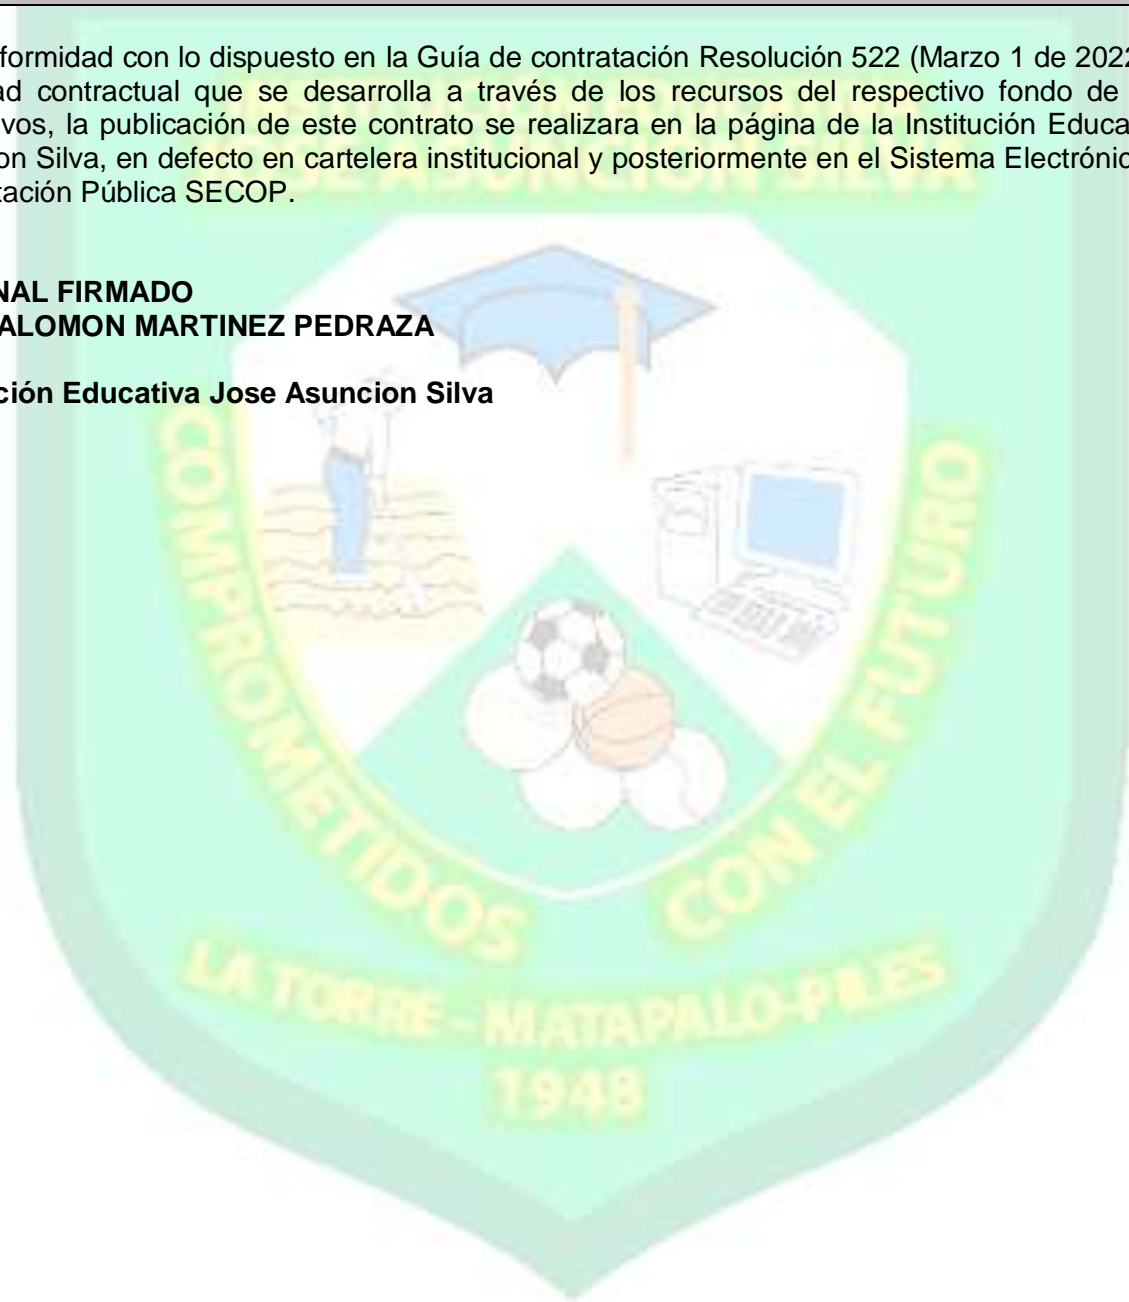 formidad con lo dispuesto en la Guía de contratación Resolución 522 (Marzo 1 de 2022
ad contractual que se desarrolla a través de los recursos del respectivo fondo de
ivos, la publicación de este contrato se realizara en la página de la Institución Educa
on Silva, en defecto en cartelera institucional y posteriormente en el Sistema Electrónic
tación Pública SECOP.
NAL FIRMADO
ALOMON MARTINEZ PEDRAZA
ción Educativa Jose Asuncion Silva
COMPROMETIDOS CON EL FUTURO
LA TORRE - MATAPALO-PILES
1948